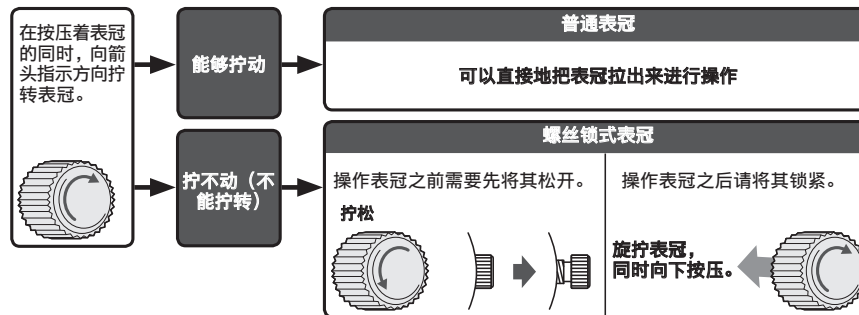 在按压着表冠
的同时，向箭
头指示方向拧
转表冠。
能够拧动
普通表冠
可以直接地把表冠拉出来进行操作
拧不动（不
能拧转）
螺丝锁式表冠
操作表冠之前需要先将其松开。
拧松
操作表冠之后请将其锁紧。
旋拧表冠，
同时向下按压。